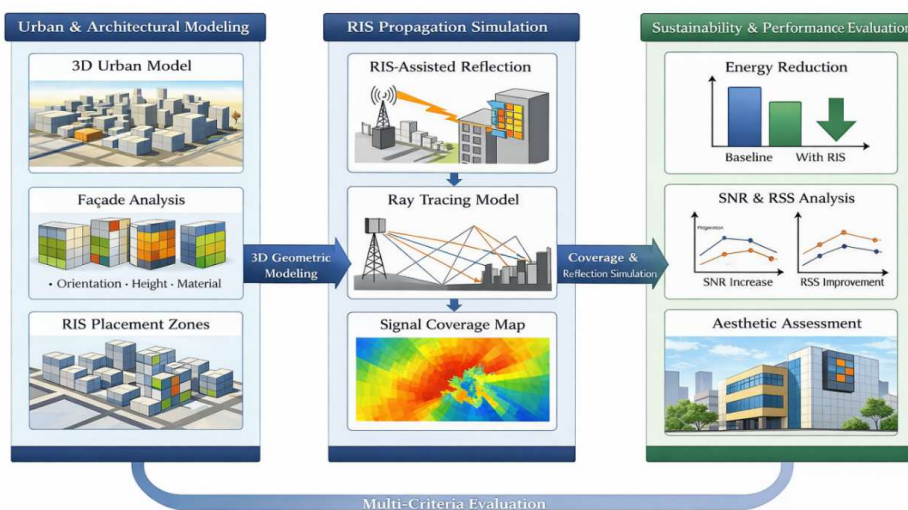 Urban & Architectural Modeling
3D Urban Model
Façade Analysis
• Orientation • Height · Material
RIS Placement Zones
3D Geometric
Modeling
RIS Propagation Simulation
RIS-Assisted Reflection
Ray Tracing Model
Signal Coverage Map
Coverage &
Reflection Simulation
Sustainability & Performance Evaluation
Energy Reduction
Baseline
With RIS
SNR & RSS Analysis
SNR Increase
RSS Improvement
Aesthetic Assessment
Multi-Criteria Evaluation